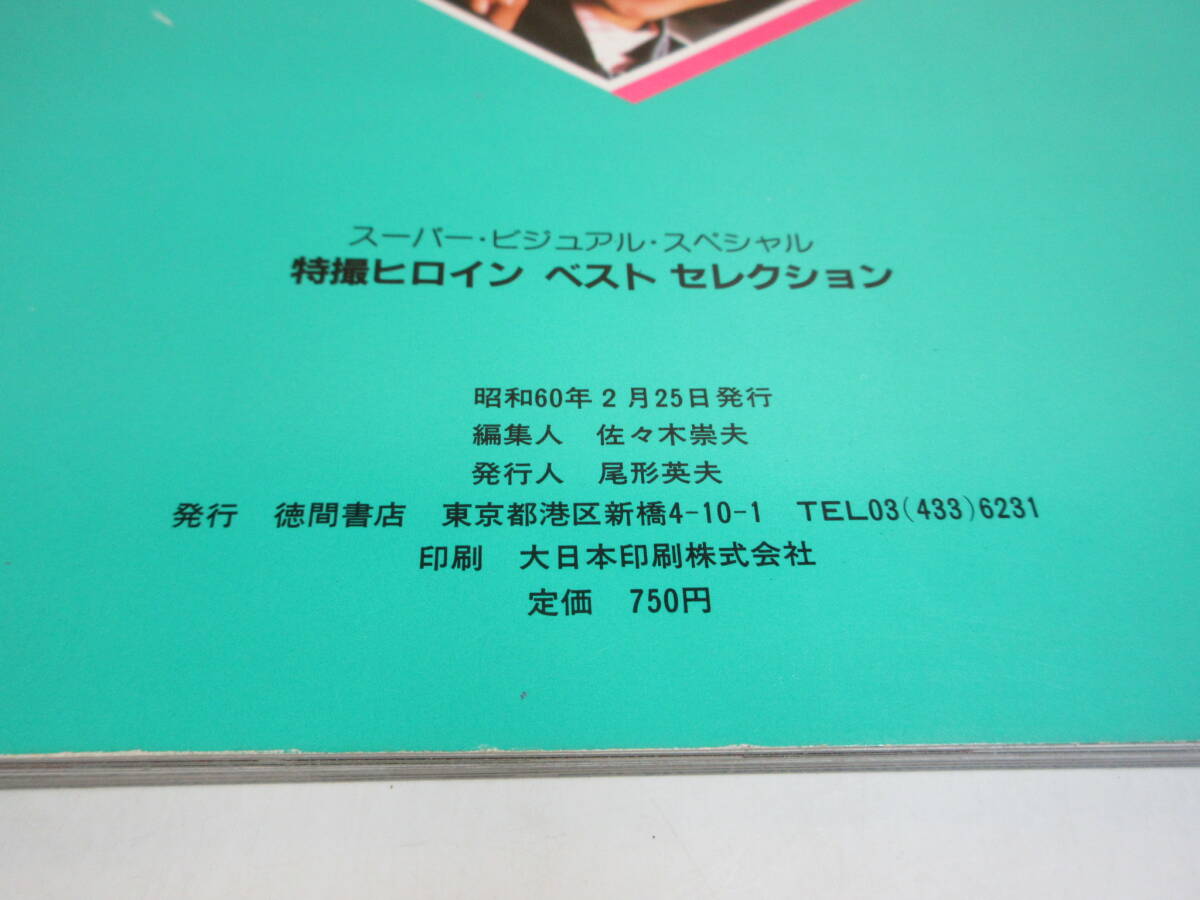 スーパー・ビジュアル・スペシャル
特撮ヒロイン ベスト セレクション
昭和60年2月25日発行
編集人 佐々木崇夫
発行人 尾形英夫
発行 徳間書店 東京都港区新橋4-10-1 TEL03(433)6231
印刷 大日本印刷株式会社
定価 750円